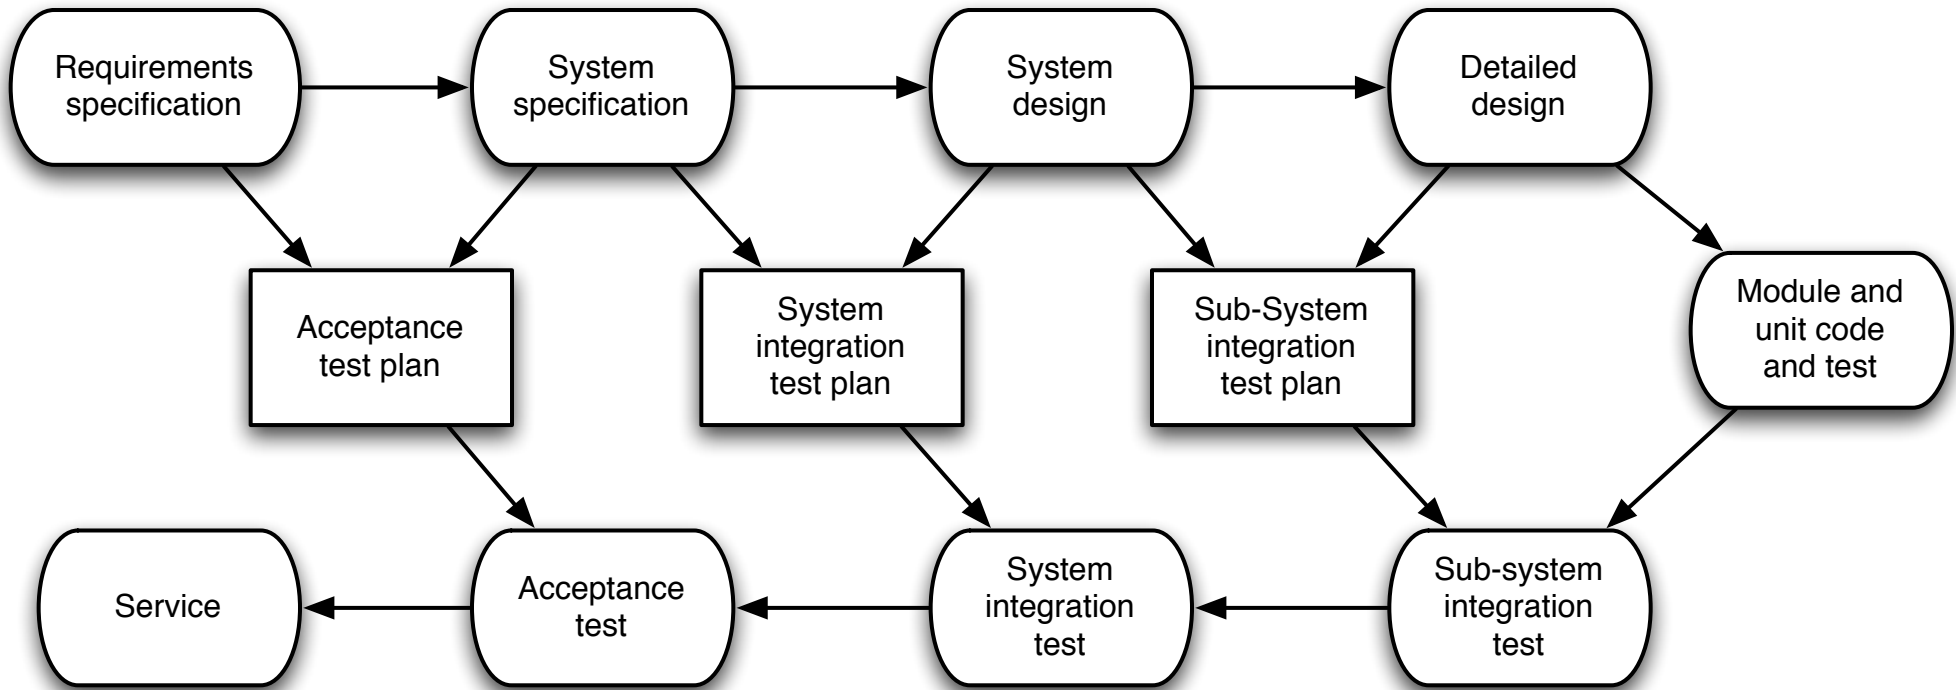 Requirements
specification
System
specification
System
design
Detailed
design
Acceptance
test plan
System
integration
test plan
Sub-System
integration
test plan
Module and
unit code
and test
Service
Acceptance
test
System
integration
test
Sub-system
integration
test